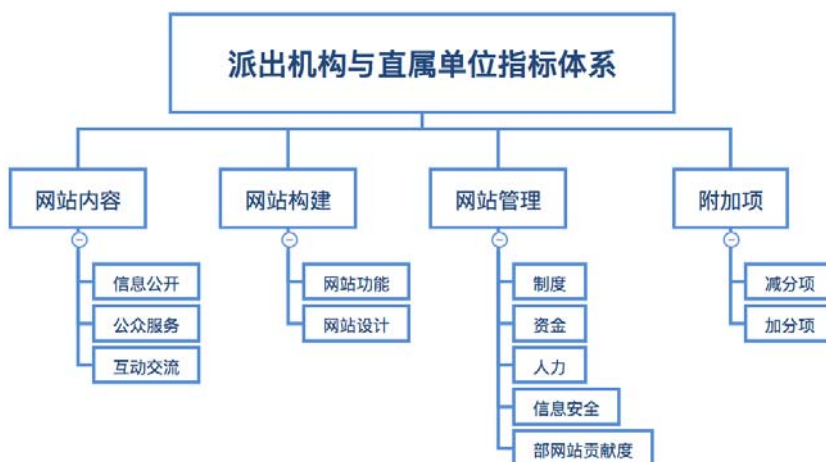 派出机构与直属单位指标体系
网站内容
网站构建
网站管理
附加项
信息公开
公众服务
互动交流
网站功能
网站设计
制度
资金
人力
信息安全
部网站贡献度
减分项
加分项